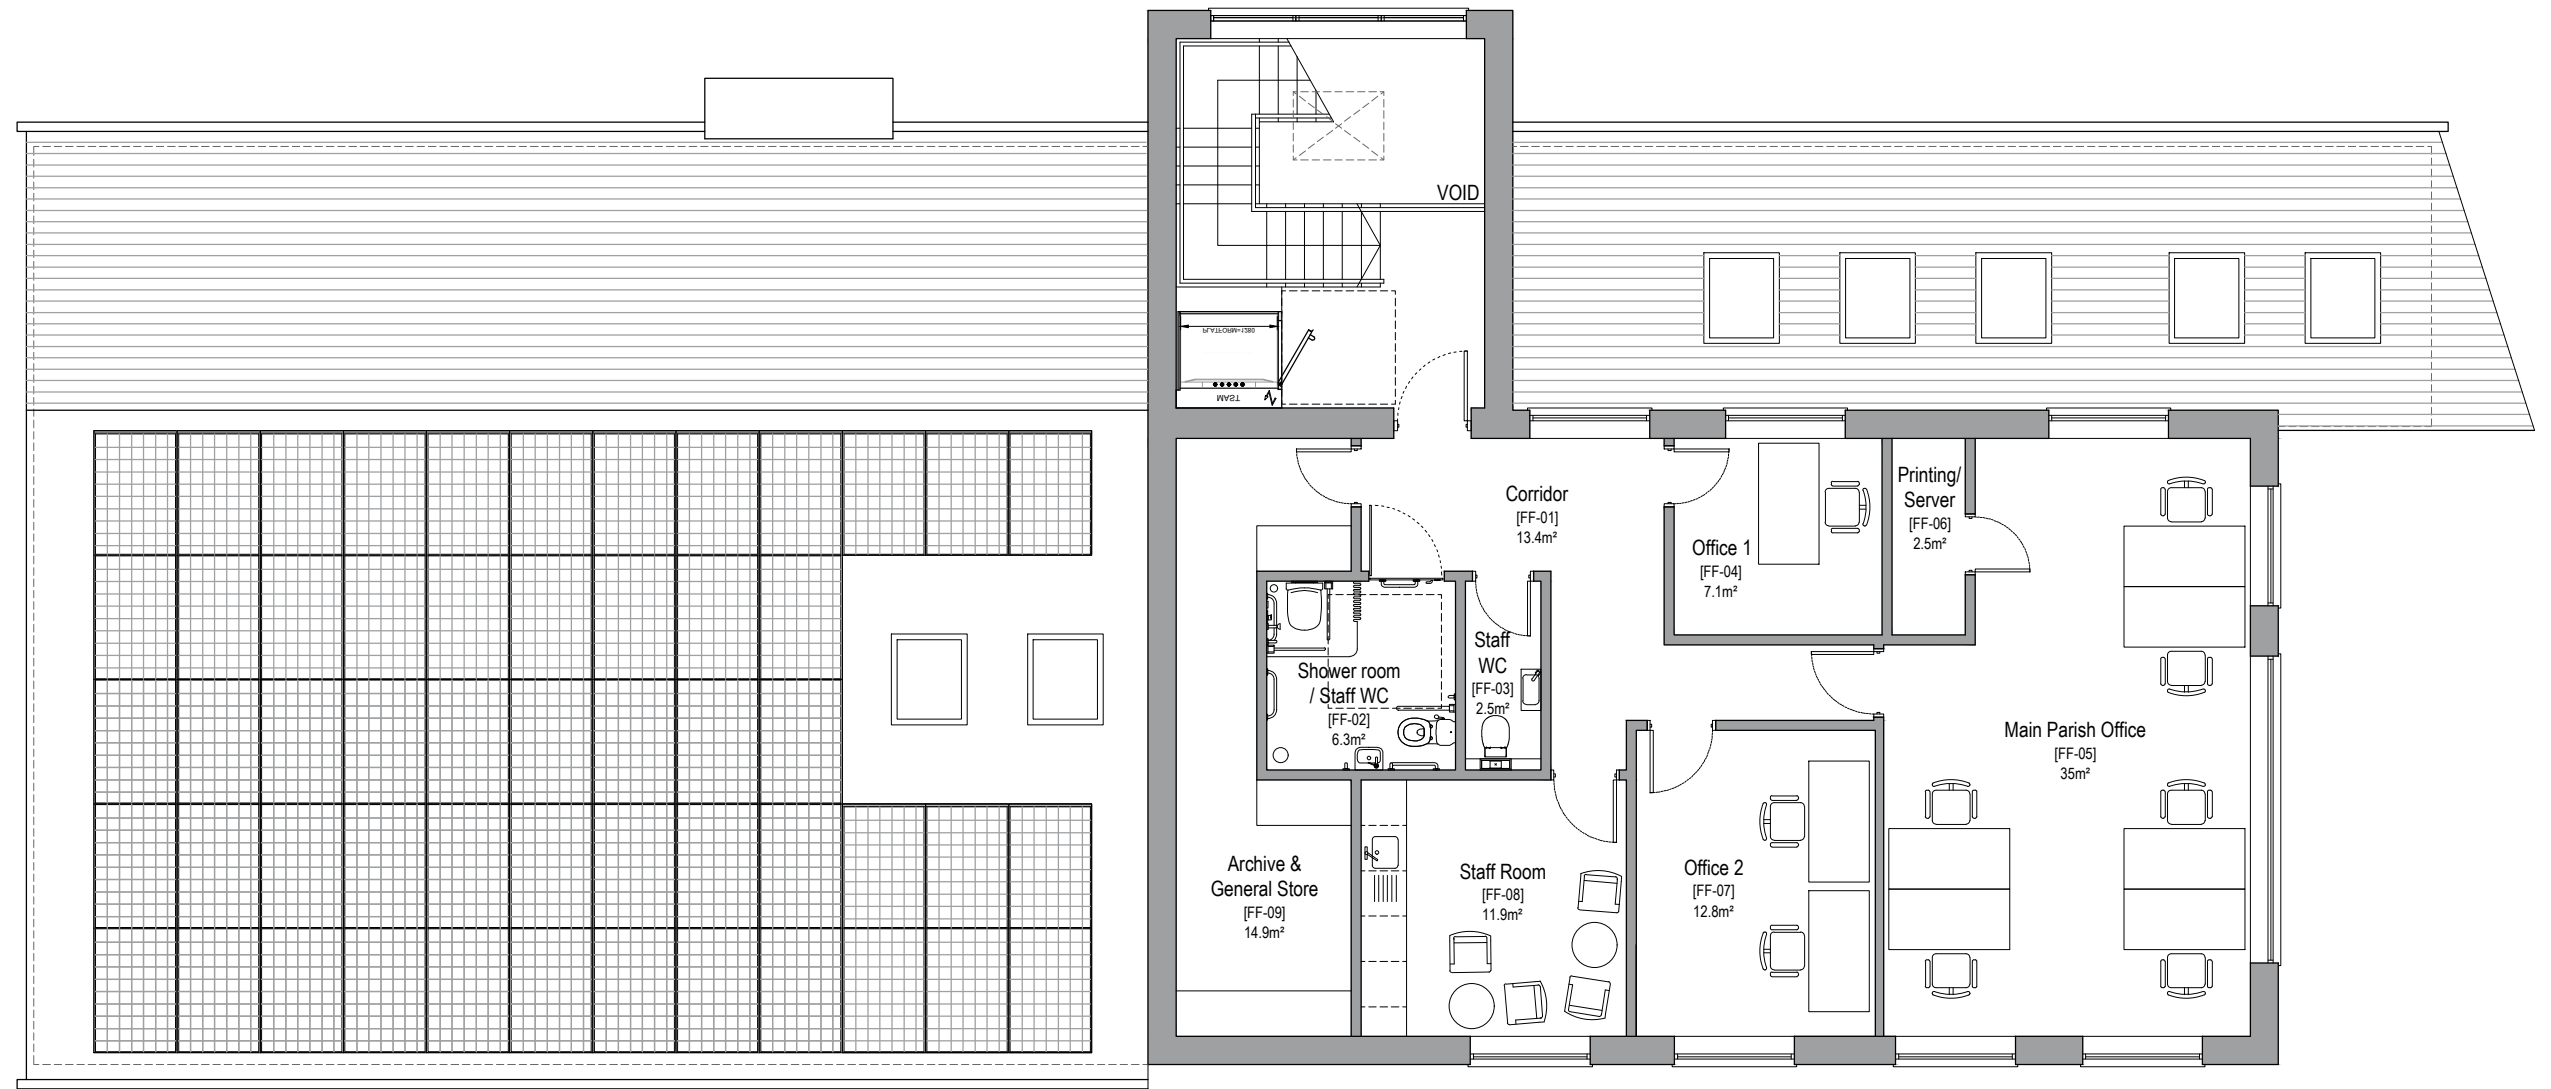 VOID
PLATFORM=1280
MAST
Corridor
[FF-01]
13.4m²
Printing/
Server
[FF-06]
2.5m²
Office 1
[FF-04]
7.1m²
Staff
WC
[FF-03]
2.5m²
Shower room
/ Staff WC
[FF-02]
6.3m²
Main Parish Office
[FF-05]
35m²
Archive &
General Store
[FF-09]
14.9m²
Staff Room
[FF-08]
11.9m²
Office 2
[FF-07]
12.8m²